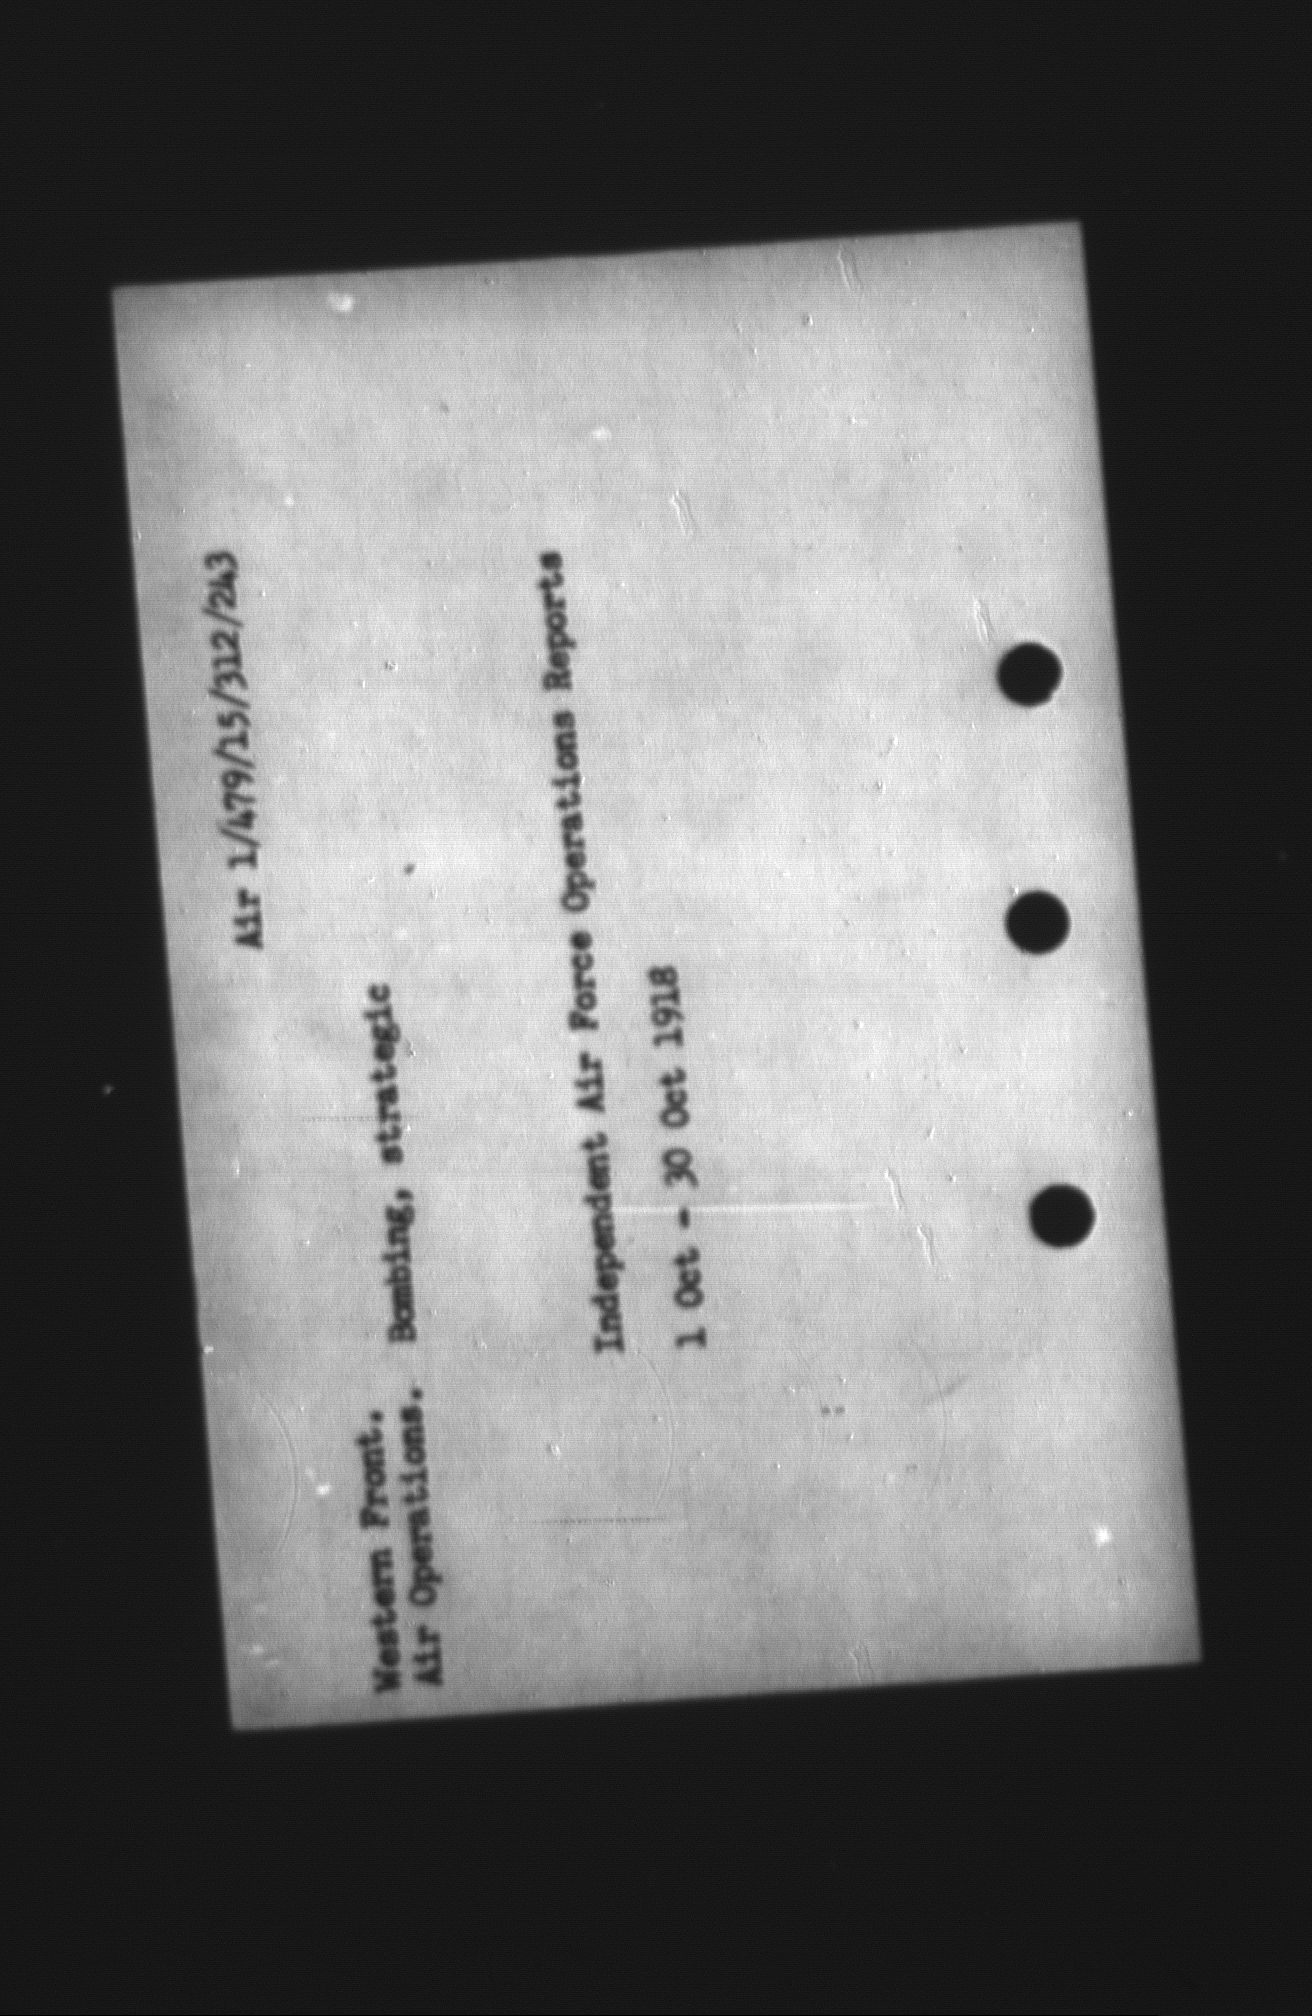 Air 1/479/15/312/243
Western Front. Bombing, strategic
Air Operations.
Independent Air Force Operations Reports
1 Oct - 30 Oct 1918